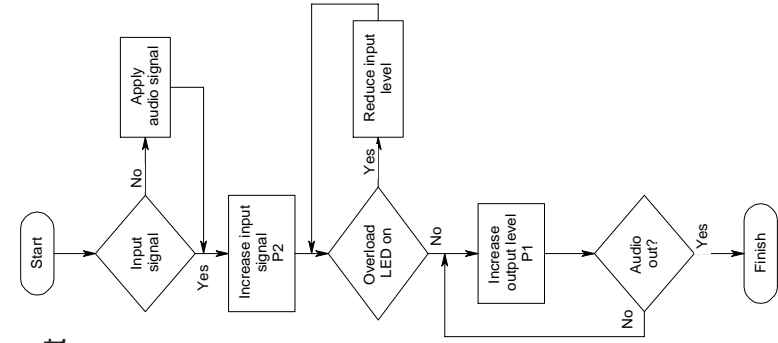 Start
Input
signal
No
Apply
audio signal
Yes
Increase input
signal
P2
Overload
LED on
Yes
Reduce input
level
No
Increase
output level
P1
Audio
out?
No
Yes
Finish
t